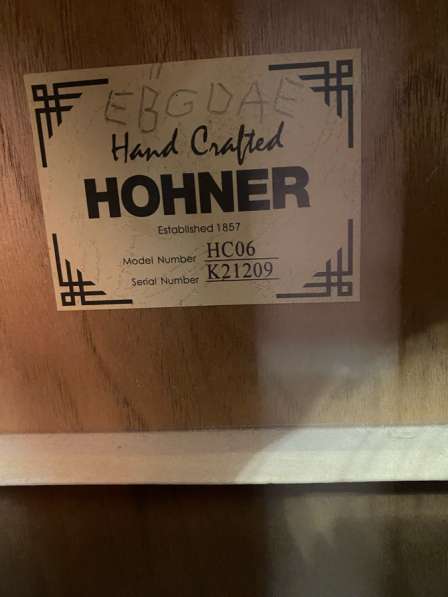 EBGDAE
Hand Crafted
HOHNER
Established 1857
Model Number HC06
Serial Number K21209